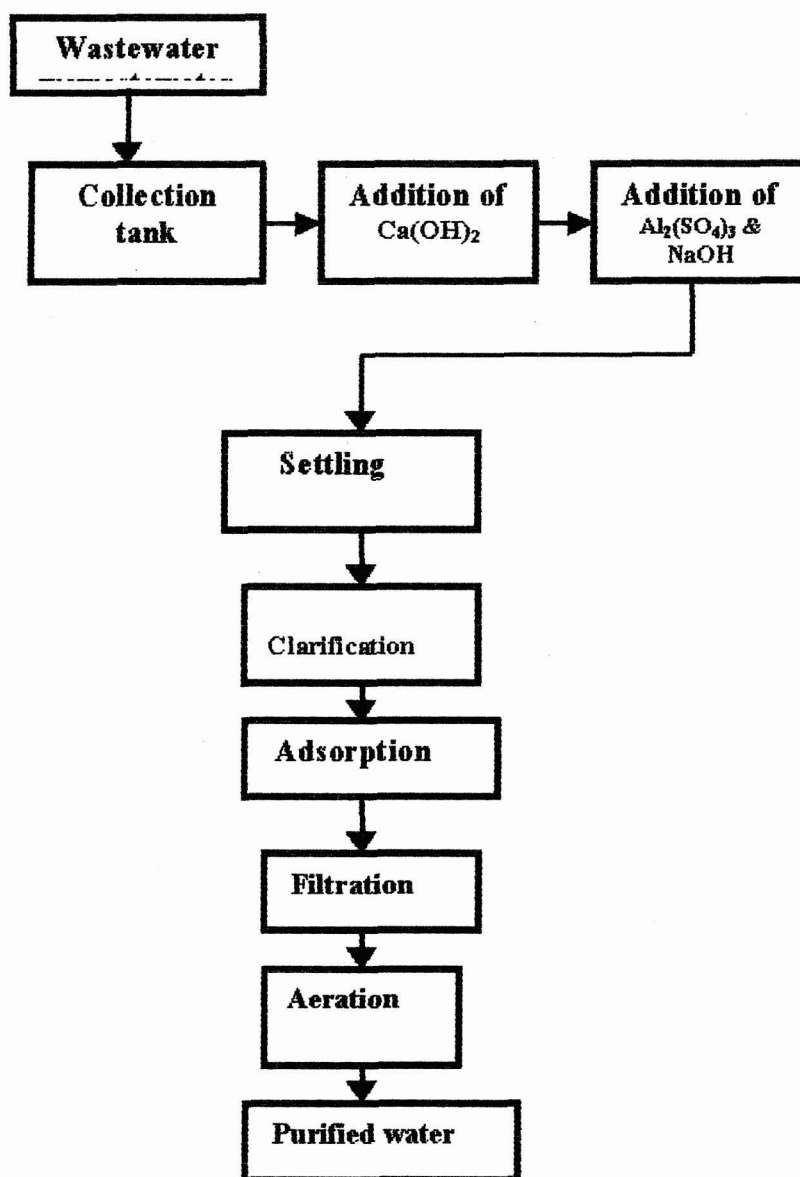 Wastewater
Collection
tank
Addition of
Ca(OH)₂
Addition of
Al₂(SO₄)₃ &
NaOH
Settling
Clarification
Adsorption
Filtration
Aeration
Purified water